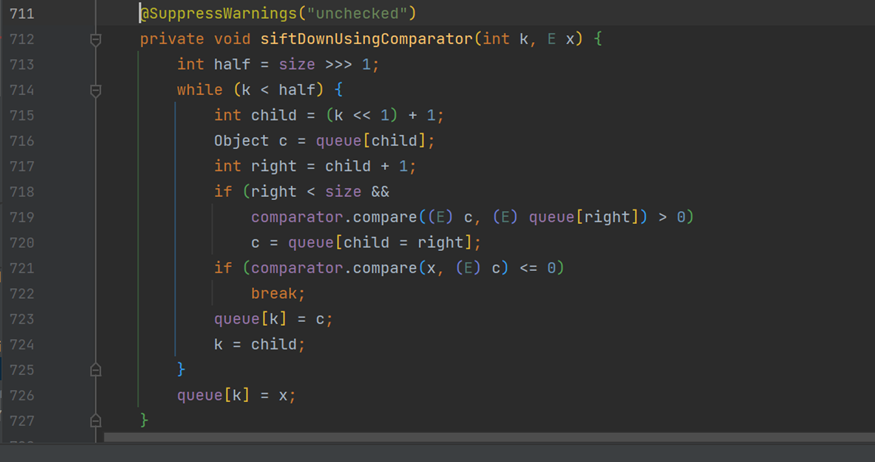 711 @SuppressWarnings("unchecked")
712 private void siftDownUsingComparator(int k, E x) {
713 int half = size >>> 1;
714 while (k < half) {
715 int child = (k << 1) + 1;
716 Object c = queue[child];
717 int right = child + 1;
718 if (right < size &&
719 comparator.compare((E) c, (E) queue[right]) > 0)
720 c = queue[child = right];
721 if (comparator.compare(x, (E) c) <= 0)
722 break;
723 queue[k] = c;
724 k = child;
725 }
726 queue[k] = x;
727 }